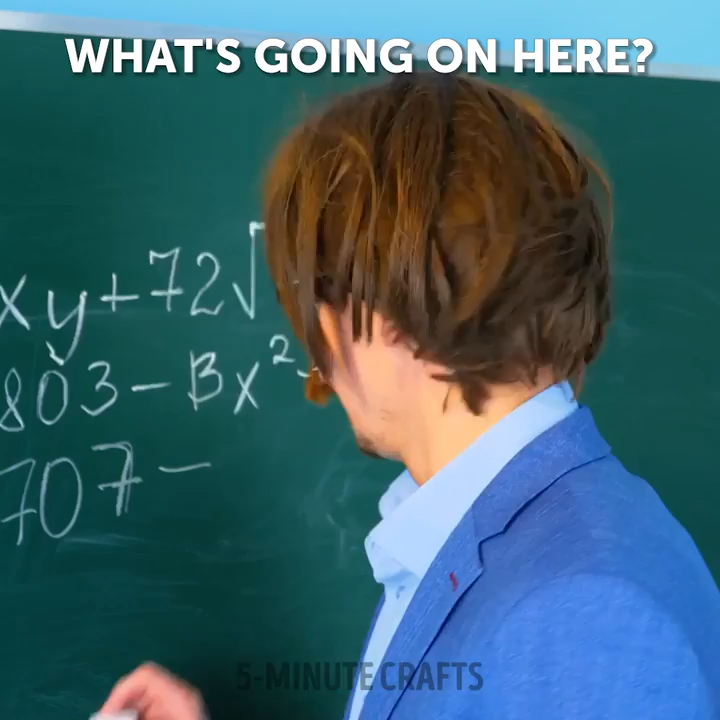 WHAT'S GOING ON HERE?
xy+72√
803-Bx²-
707-
5-MINUTE CRAFTS